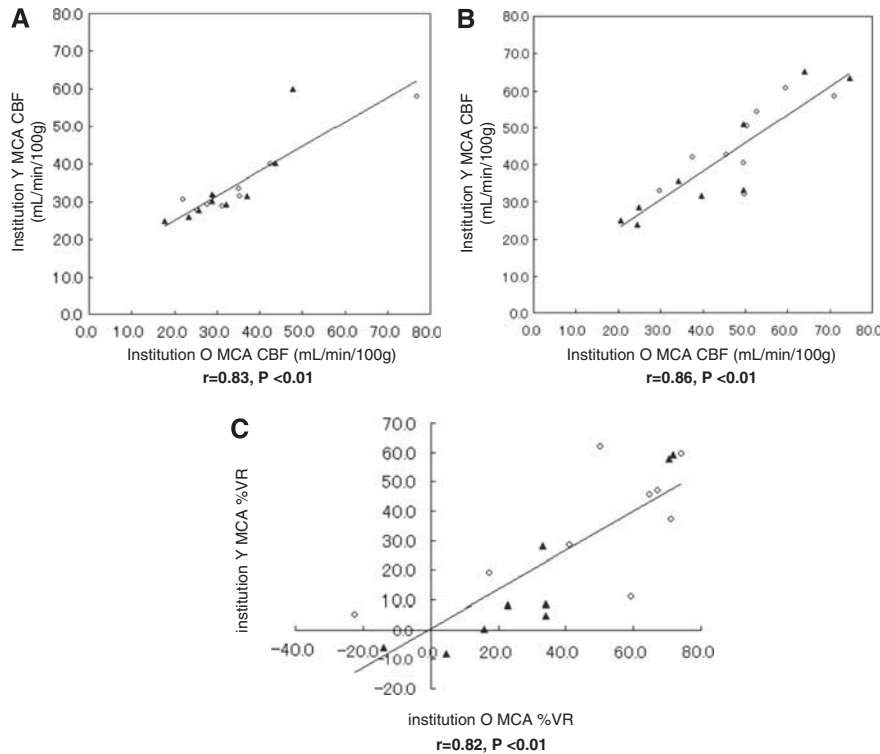 A
80.0
70.0
60.0
50.0
40.0
30.0
20.0
10.0
0.0
0.0 10.0 20.0 30.0 40.0 50.0 60.0 70.0 80.0
Institution Y MCA CBF
(mL/min/100g)
Institution O MCA CBF (mL/min/100g)
r=0.83, P <0.01
B
80.0
70.0
60.0
50.0
40.0
30.0
20.0
10.0
0.0
0.0 10.0 20.0 30.0 40.0 50.0 60.0 70.0 80.0
Institution Y MCA CBF
(mL/min/100g)
Institution O MCA CBF (mL/min/100g)
r=0.86, P <0.01
C
70.0
60.0
50.0
40.0
30.0
20.0
10.0
0.0
-10.0
-20.0
-40.0 -20.0 0.0 20.0 40.0 60.0 80.0
institution Y MCA %VR
institution O MCA %VR
r=0.82, P <0.01